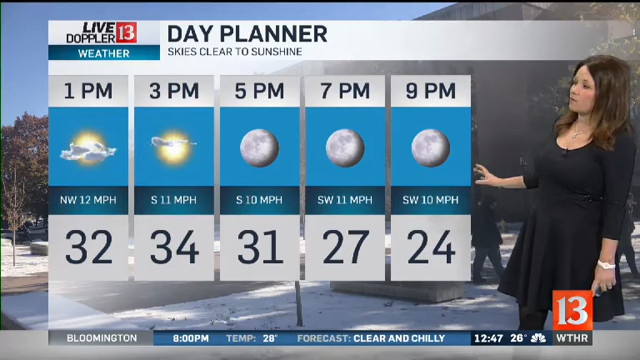 LIVE
DOPPLER 13
WEATHER
DAY PLANNER
SKIES CLEAR TO SUNSHINE
1 PM 3 PM 5 PM 7 PM 9 PM
NW 12 MPH S 11 MPH S 10 MPH SW 11 MPH SW 10 MPH
32 34 31 27 24
13
BLOOMINGTON 8:00PM TEMP: 28° FORECAST: CLEAR AND CHILLY 12:47 26° WTHR